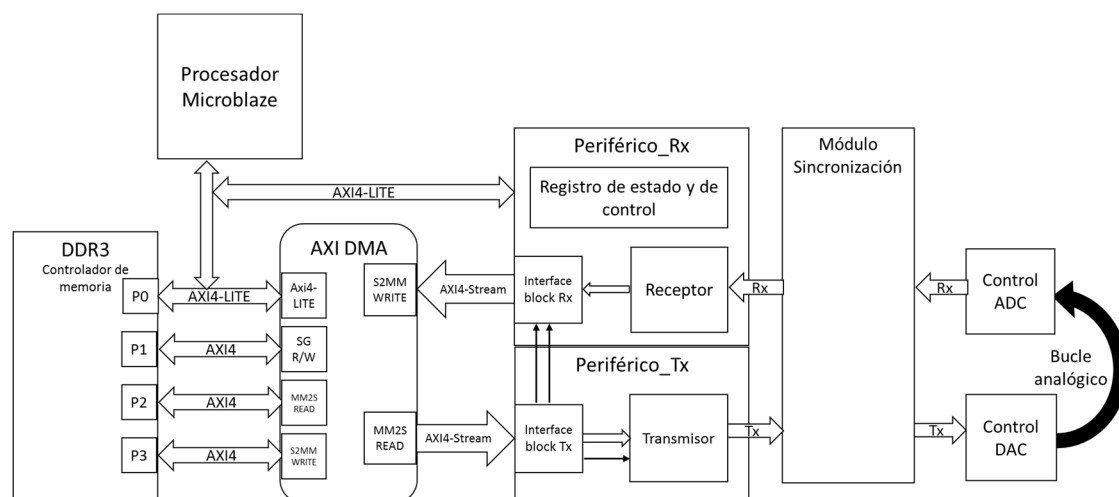 Procesador
Microblaze
AXI4-LITE
Periférico_Rx
Registro de estado y de
control
Módulo
Sincronización
DDR3
Controlador de
memoria
P0
AXI4-LITE
P1
AXI4
P2
AXI4
P3
AXI4
AXI DMA
Axi4-
LITE
SG
R/W
MM2S
READ
S2MM
WRITE
S2MM
WRITE
AXI4-Stream
Interface
block Rx
Receptor
Rx
Rx
Control
ADC
Periférico_Tx
MM2S
READ
AXI4-Stream
Interface
block Tx
Transmisor
Tx
Tx
Control
DAC
Bucle
analógico